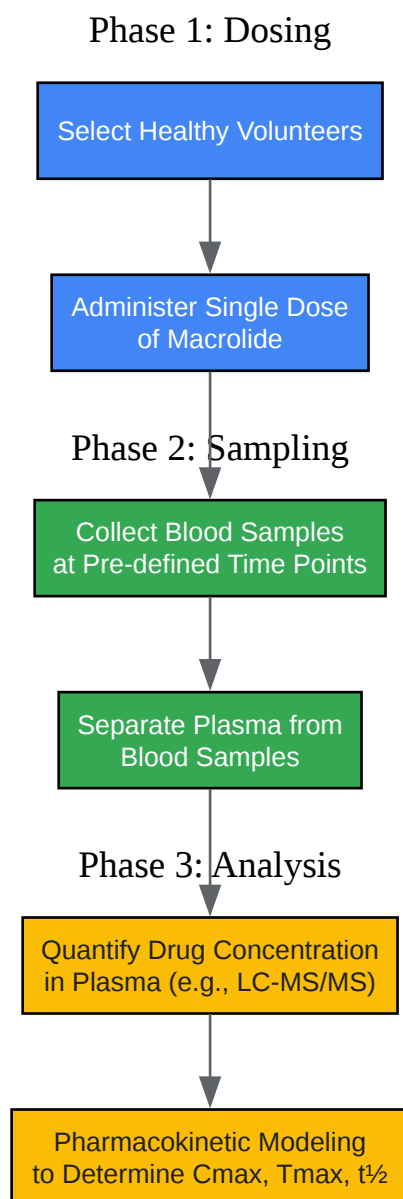 Phase 1: Dosing
Select Healthy Volunteers
Administer Single Dose
of Macrolide
Phase 2: Sampling
Collect Blood Samples
at Pre-defined Time Points
Separate Plasma from
Blood Samples
Phase 3: Analysis
Quantify Drug Concentration
in Plasma (e.g., LC-MS/MS)
Pharmacokinetic Modeling
to Determine Cmax, Tmax, t½